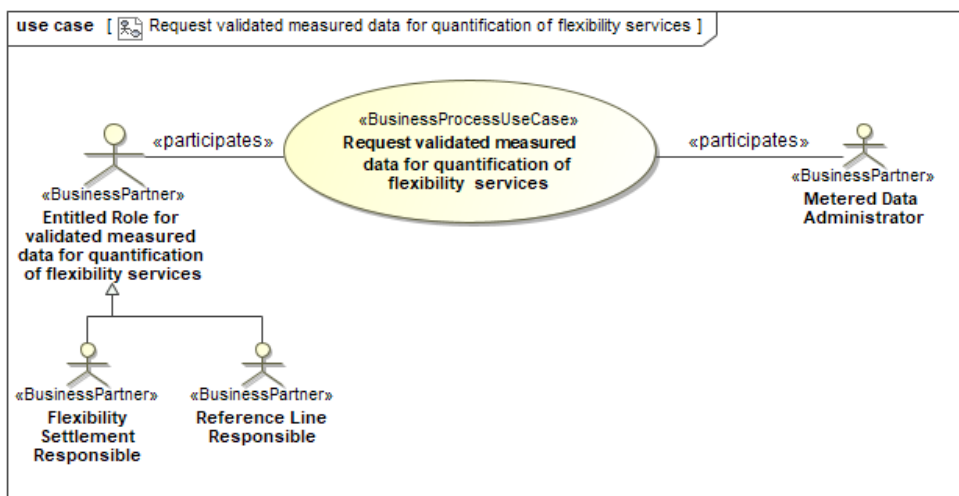 use case [ Request validated measured data for quantification of flexibility services ]
«BusinessProcessUseCase»
Request validated measured
data for quantification of
flexibility services
«participates»
«participates»
«BusinessPartner»
Entitled Role for
validated measured
data for quantification
of flexibility services
«BusinessPartner»
Metered Data
Administrator
«BusinessPartner»
Flexibility
Settlement
Responsible
«BusinessPartner»
Reference Line
Responsible